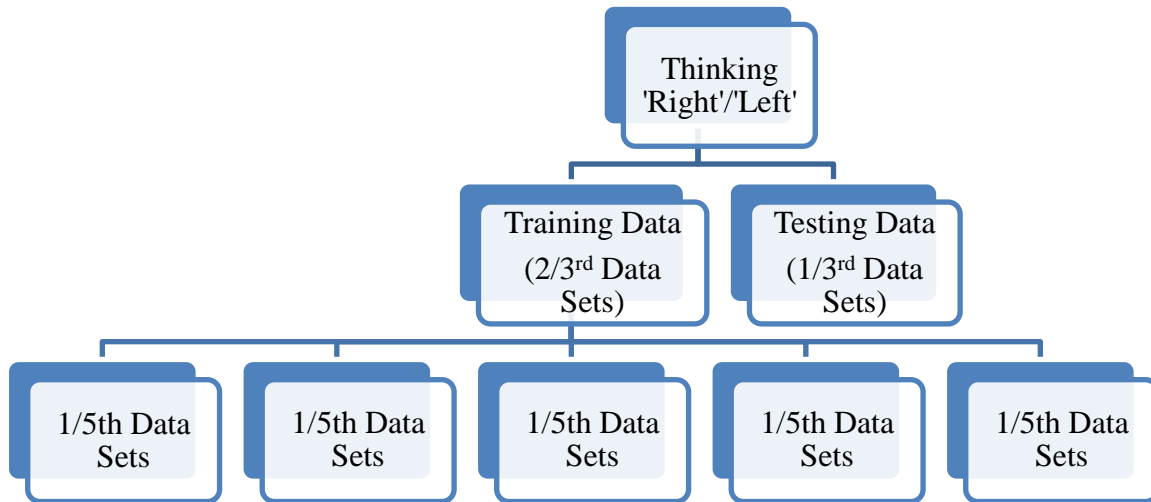 Thinking
'Right'/'Left'
Training Data
(2/3rd Data
Sets)
Testing Data
(1/3rd Data
Sets)
1/5th Data
Sets
1/5th Data
Sets
1/5th Data
Sets
1/5th Data
Sets
1/5th Data
Sets